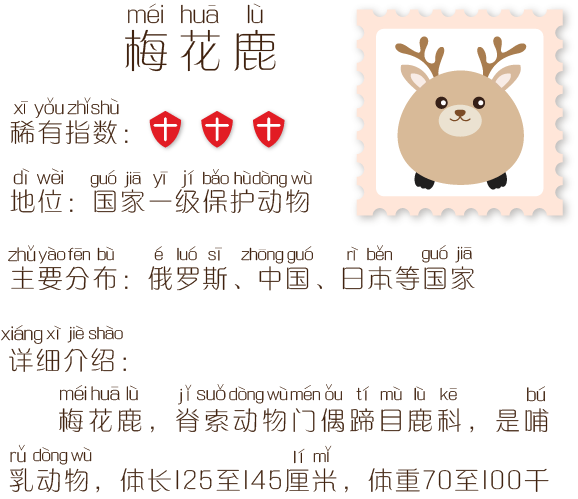 méi huā lù
梅花鹿
xī yǒu zhǐ shù
稀有指数：
dì wèi guó jiā yī jí bǎo hù dòng wù
地位：国家一级保护动物
zhǔ yào fēn bù é luó sī zhōng guó rì běn guó jiā
主要分布：俄罗斯、中国、日本等国家
xiáng xì jiè shào
详细介绍：
méi huā lù jǐ suǒ dòng wù mén ǒu tí mù lù kē bú
梅花鹿，脊索动物门偶蹄目鹿科，是哺
rǔ dòng wù lí mǐ
乳动物，体长125至145厘米，体重70至100千